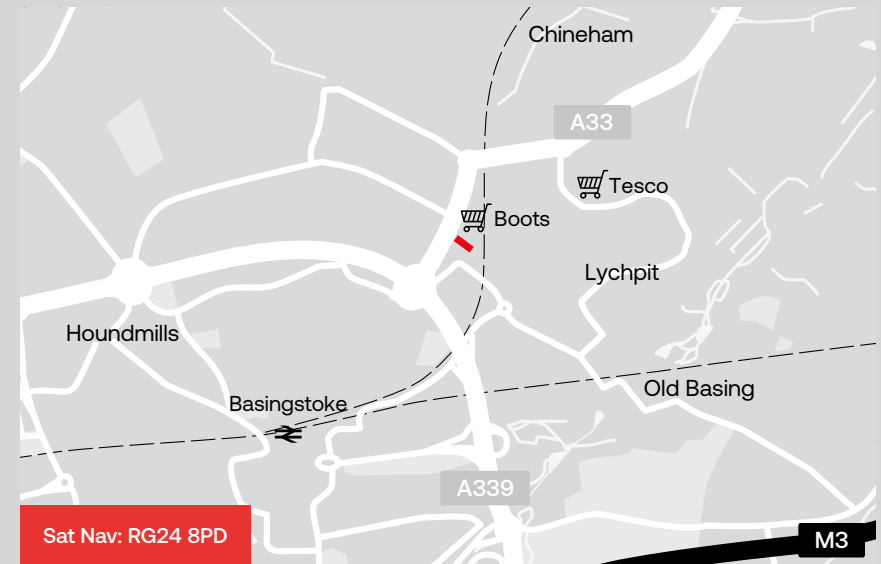 Chineham
A33
Tesco
Boots
Lychpit
Houndmills
Old Basing
Basingstoke
A339
Sat Nav: RG24 8PD
M3